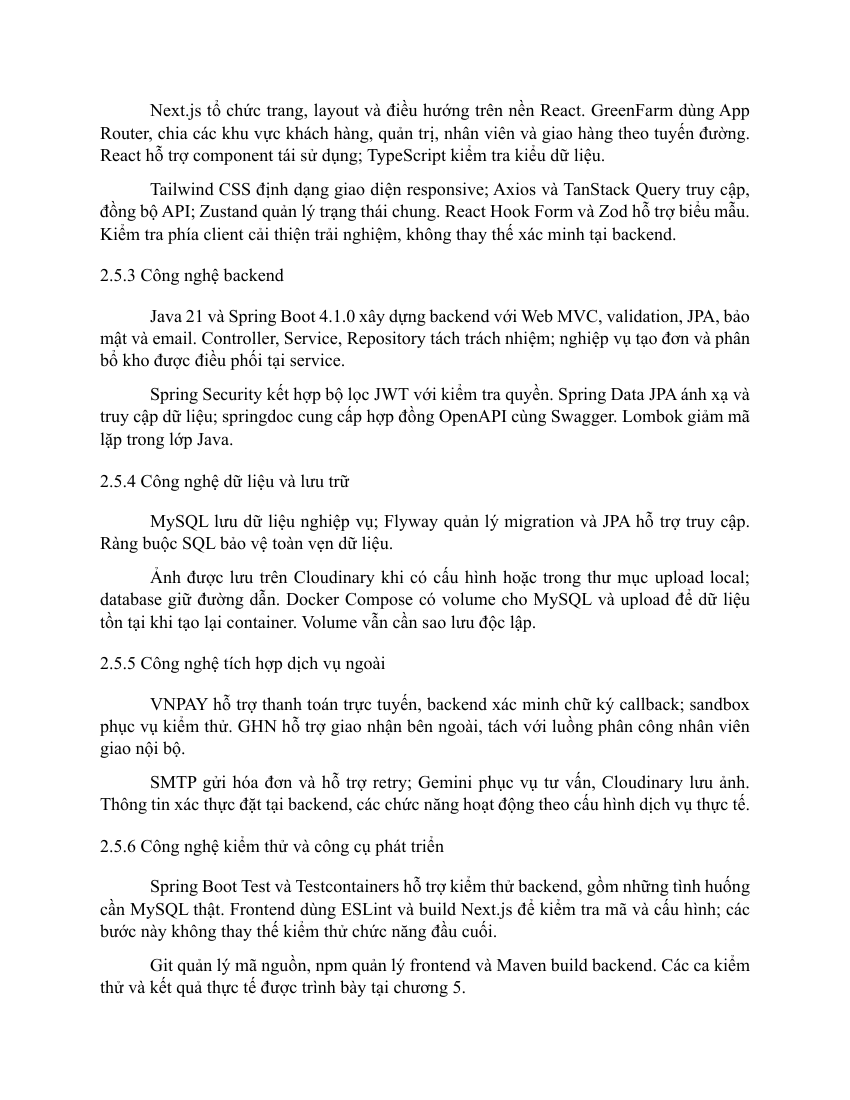 Next.js tổ chức trang, layout và điều hướng trên nền React. GreenFarm dùng App
Router, chia các khu vực khách hàng, quản trị, nhân viên và giao hàng theo tuyến đường.
React hỗ trợ component tái sử dụng; TypeScript kiểm tra kiểu dữ liệu.
Tailwind CSS định dạng giao diện responsive; Axios và TanStack Query truy cập,
đồng bộ API; Zustand quản lý trạng thái chung. React Hook Form và Zod hỗ trợ biểu mẫu.
Kiểm tra phía client cải thiện trải nghiệm, không thay thế xác minh tại backend.
2.5.3 Công nghệ backend
Java 21 và Spring Boot 4.1.0 xây dựng backend với Web MVC, validation, JPA, bảo
mật và email. Controller, Service, Repository tách trách nhiệm; nghiệp vụ tạo đơn và phân
bổ kho được điều phối tại service.
Spring Security kết hợp bộ lọc JWT với kiểm tra quyền. Spring Data JPA ánh xạ và
truy cập dữ liệu; springdoc cung cấp hợp đồng OpenAPI cùng Swagger. Lombok giảm mã
lặp trong lớp Java.
2.5.4 Công nghệ dữ liệu và lưu trữ
MySQL lưu dữ liệu nghiệp vụ; Flyway quản lý migration và JPA hỗ trợ truy cập.
Ràng buộc SQL bảo vệ toàn vẹn dữ liệu.
Ảnh được lưu trên Cloudinary khi có cấu hình hoặc trong thư mục upload local;
database giữ đường dẫn. Docker Compose có volume cho MySQL và upload để dữ liệu
tồn tại khi tạo lại container. Volume vẫn cần sao lưu độc lập.
2.5.5 Công nghệ tích hợp dịch vụ ngoài
VNPAY hỗ trợ thanh toán trực tuyến, backend xác minh chữ ký callback; sandbox
phục vụ kiểm thử. GHN hỗ trợ giao nhận bên ngoài, tách với luồng phân công nhân viên
giao nội bộ.
SMTP gửi hóa đơn và hỗ trợ retry; Gemini phục vụ tư vấn, Cloudinary lưu ảnh.
Thông tin xác thực đặt tại backend, các chức năng hoạt động theo cấu hình dịch vụ thực tế.
2.5.6 Công nghệ kiểm thử và công cụ phát triển
Spring Boot Test và Testcontainers hỗ trợ kiểm thử backend, gồm những tình huống
cần MySQL thật. Frontend dùng ESLint và build Next.js để kiểm tra mã và cấu hình; các
bước này không thay thế kiểm thử chức năng đầu cuối.
Git quản lý mã nguồn, npm quản lý frontend và Maven build backend. Các ca kiểm
thử và kết quả thực tế được trình bày tại chương 5.